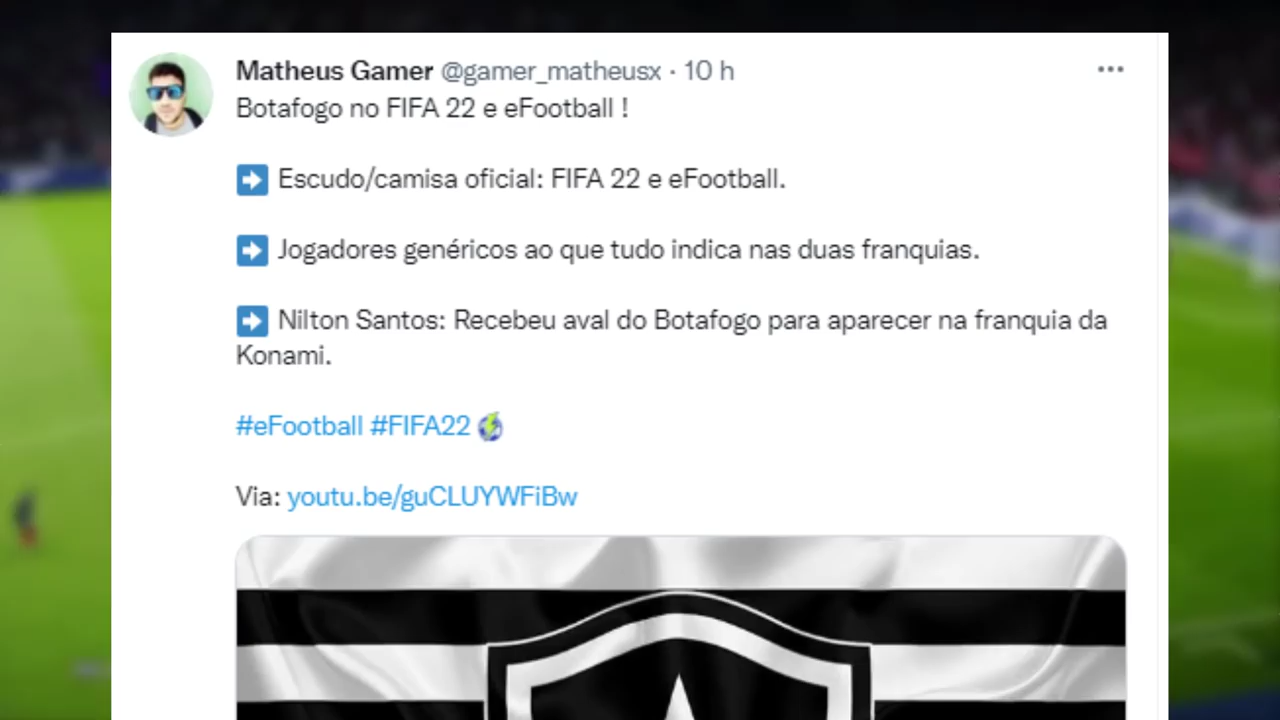 Matheus Gamer @gamer_matheusx · 10 h
Botafogo no FIFA 22 e eFootball !
➡️ Escudo/camisa oficial: FIFA 22 e eFootball.
➡️ Jogadores genéricos ao que tudo indica nas duas franquias.
➡️ Nilton Santos: Recebeu aval do Botafogo para aparecer na franquia da
Konami.
#eFootball #FIFA22
Via: youtu.be/guCLUYWFiBw